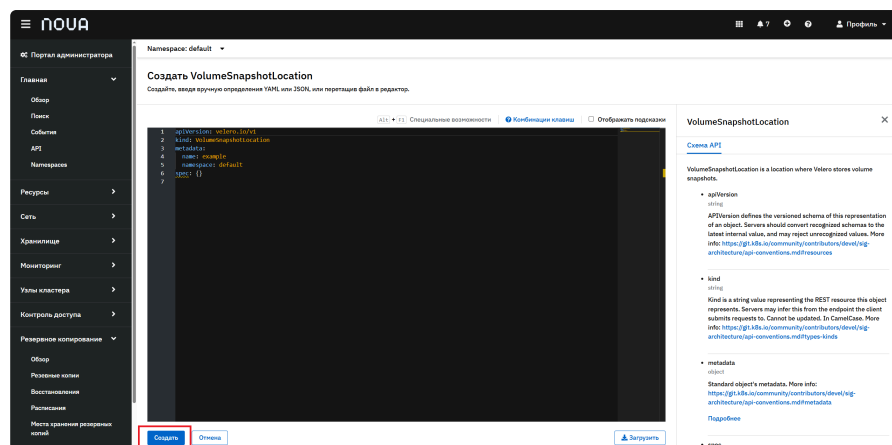 NOVA
7
Профиль
Портал администратора
Главная
Обзор
Поиск
События
API
Namespaces
Ресурсы
Сеть
Хранилище
Мониторинг
Узлы кластера
Контроль доступа
Резервное копирование
Обзор
Резевные копии
Восстановления
Расписания
Места хранения резервных
копий
Namespace: default
Создать VolumeSnapshotLocation
Создайте, введя вручную определения YAML или JSON, или перетащив файл в редактор.
Alt + F1 Специальные возможности
Комбинации клавиш
Отображать подсказки
1 apiVersion: velero.io/v1
2 kind: VolumeSnapshotLocation
3 metadata:
4 name: example
5 namespace: default
6 spec: {}
7
Создать
Отмена
Загрузить
VolumeSnapshotLocation
Схема API
VolumeSnapshotLocation is a location where Velero stores volume
snapshots.
• apiVersion
string
APIVersion defines the versioned schema of this representation
of an object. Servers should convert recognized schemas to the
latest internal value, and may reject unrecognized values. More
info: https://git.k8s.io/community/contributors/devel/sig-
architecture/api-conventions.md#resources
• kind
string
Kind is a string value representing the REST resource this object
represents. Servers may infer this from the endpoint the client
submits requests to. Cannot be updated. In CamelCase. More
info: https://git.k8s.io/community/contributors/devel/sig-
architecture/api-conventions.md#types-kinds
• metadata
object
Standard object's metadata. More info:
https://git.k8s.io/community/contributors/devel/sig-
architecture/api-conventions.md#metadata
Подробнее